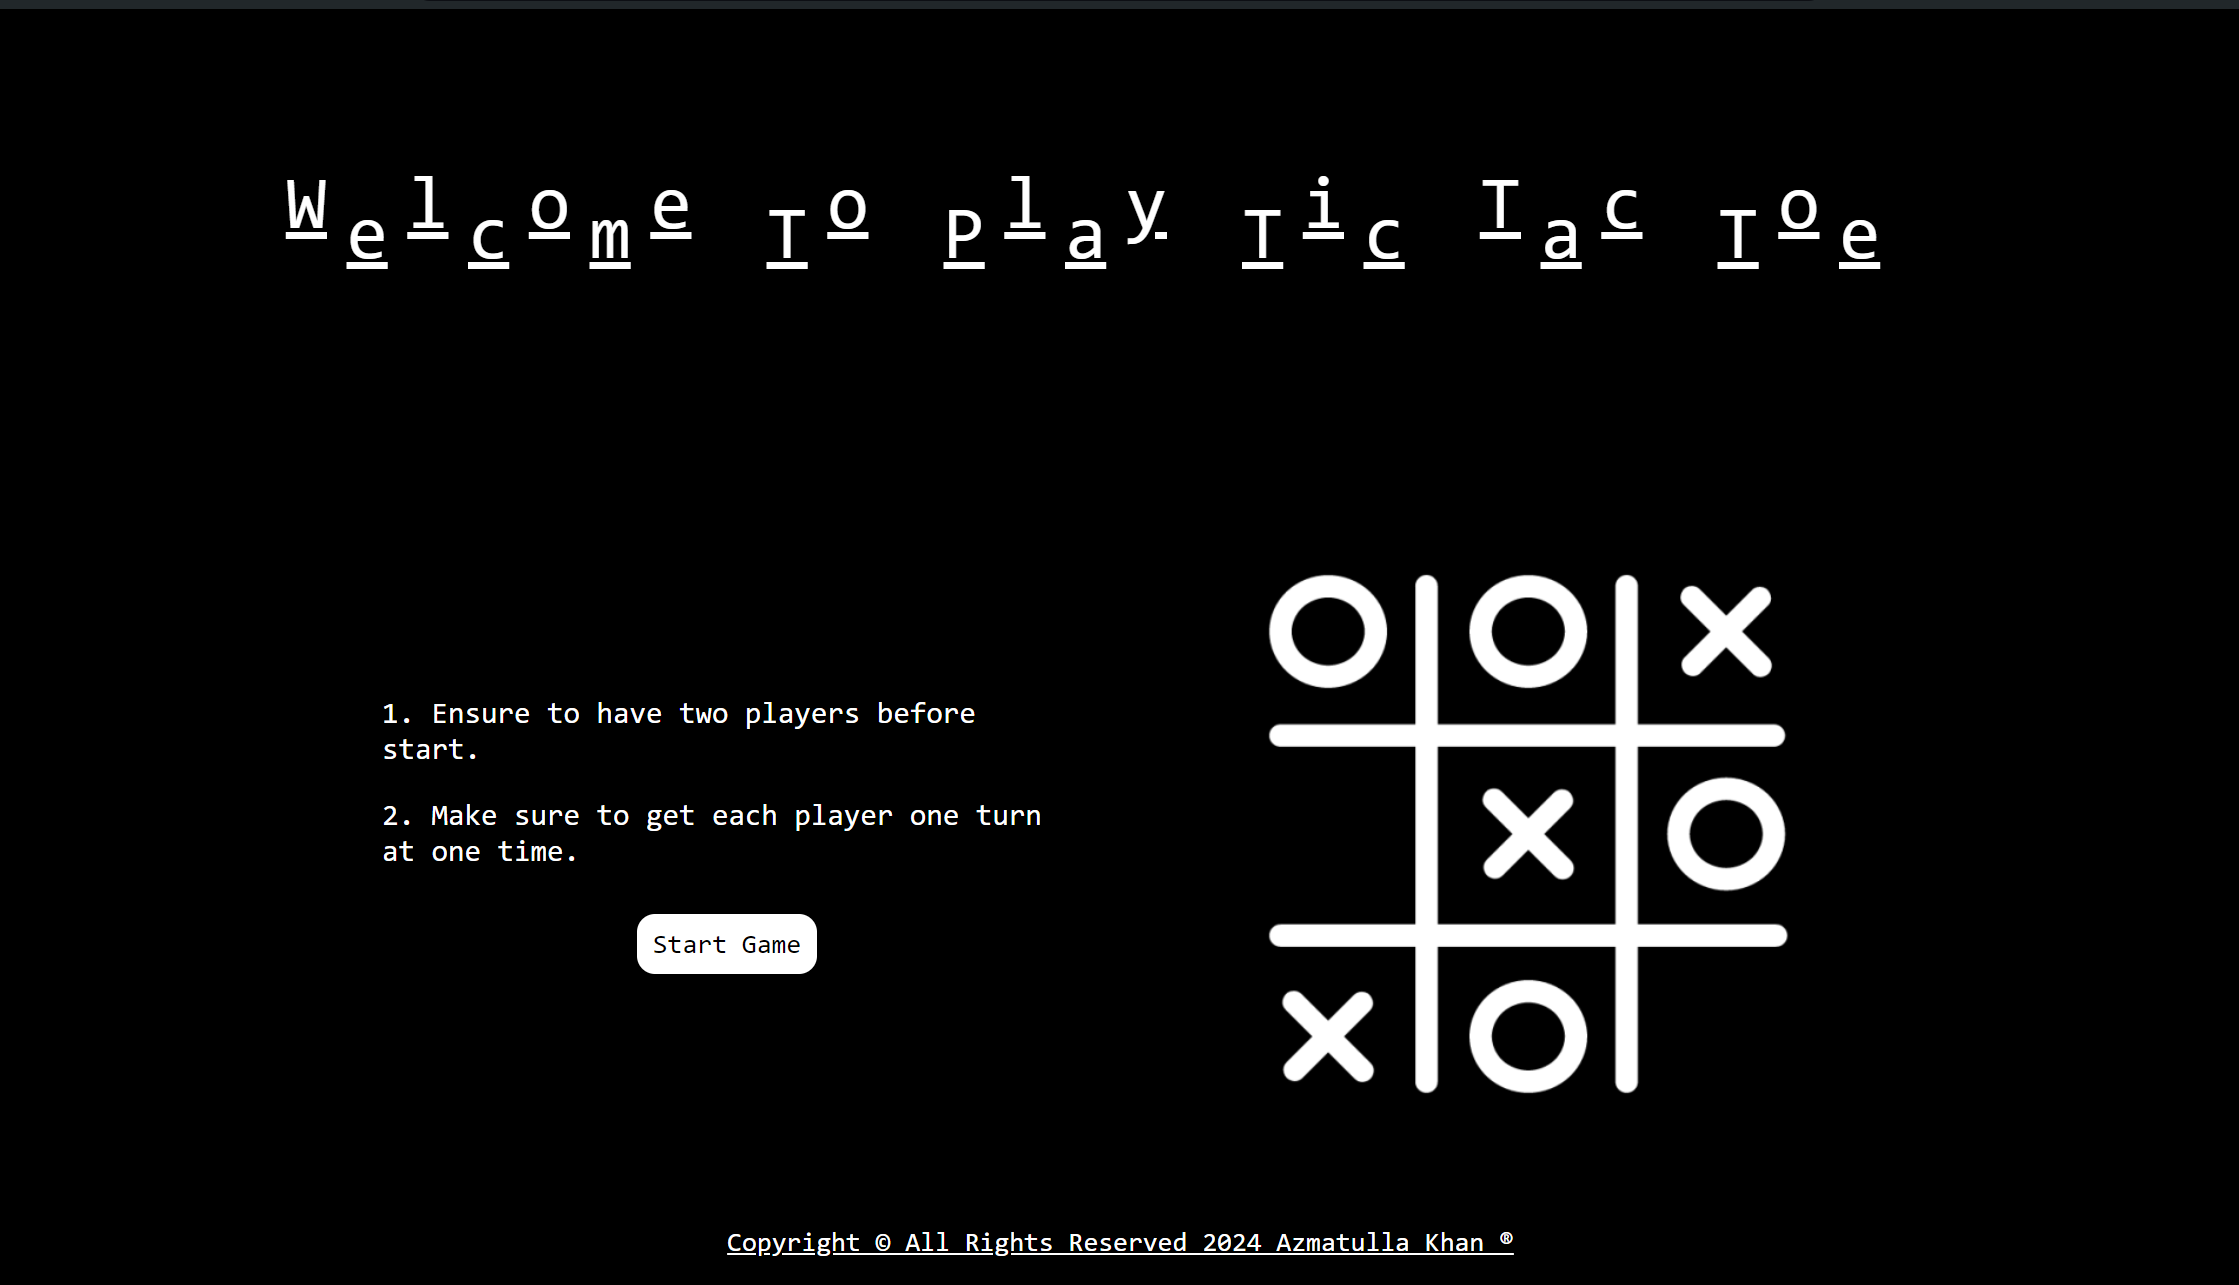 Welcome To Play Tic Tac Toe
1. Ensure to have two players before
start.
2. Make sure to get each player one turn
at one time.
Start Game
Copyright © All Rights Reserved 2024 Azmatulla Khan ®